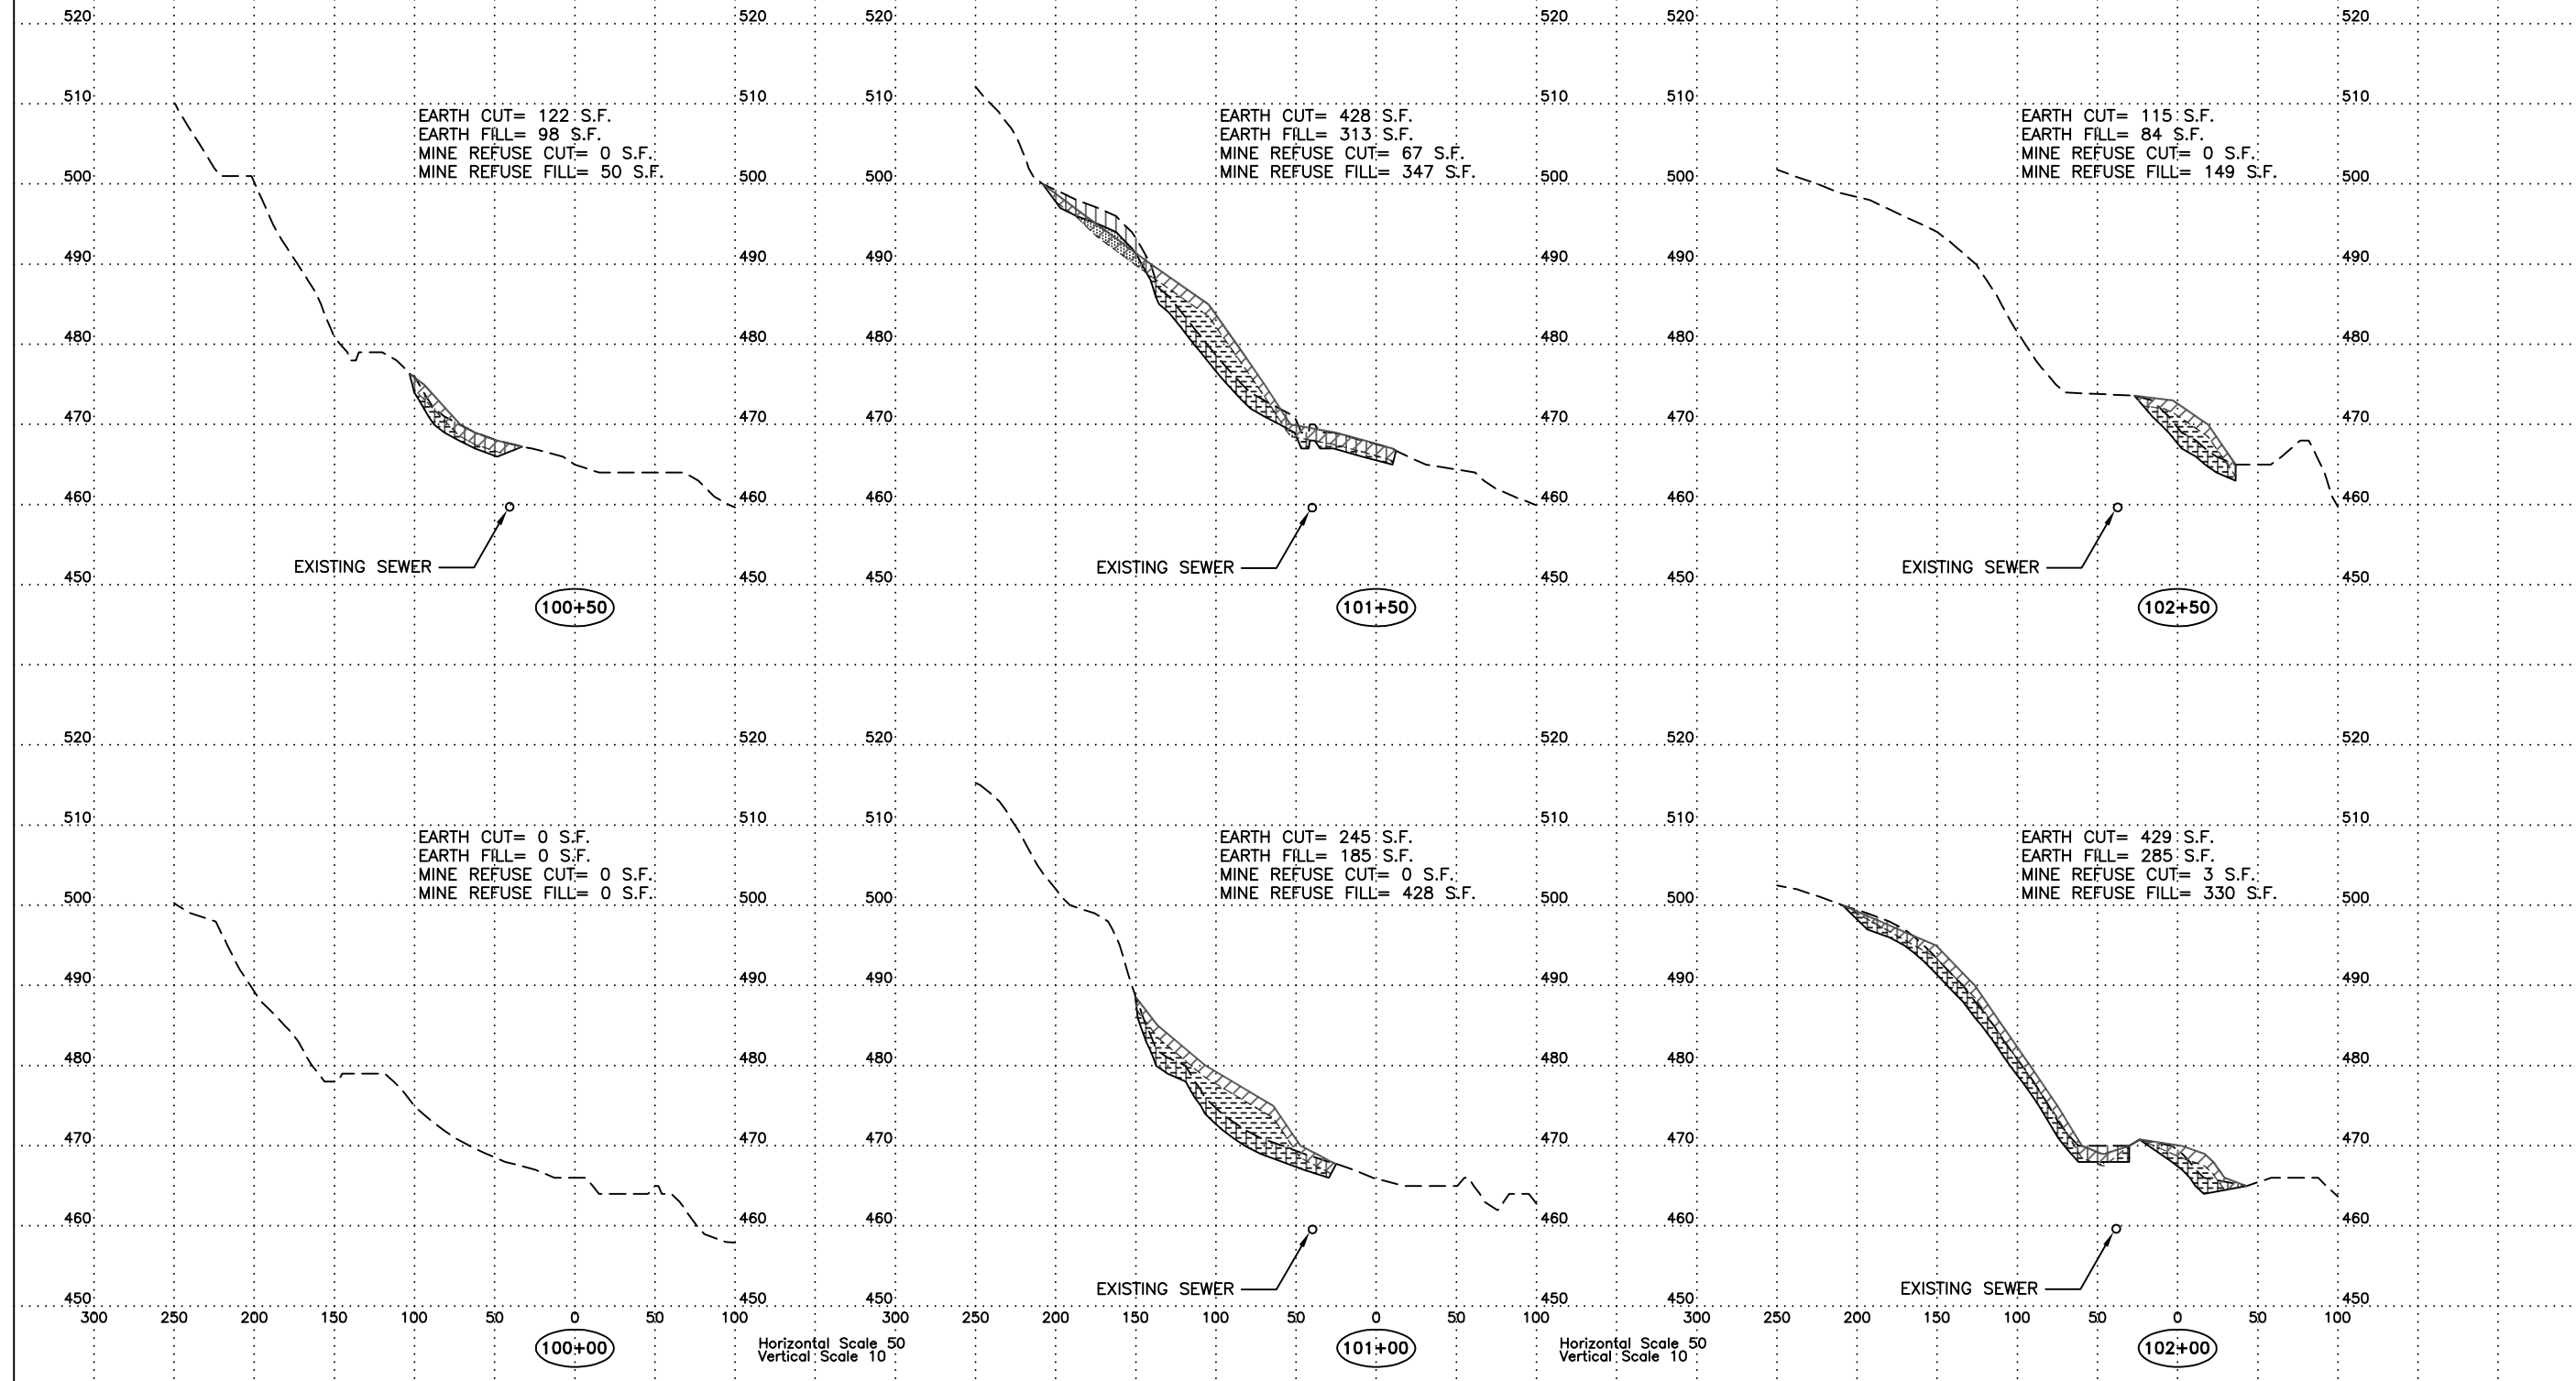 520 520 520 520 520 520
510 510 510 510 510 510
EARTH CUT= 122 S.F.
EARTH FILL= 98 S.F.
MINE REFUSE CUT= 0 S.F.
MINE REFUSE FILL= 50 S.F.
EARTH CUT= 428 S.F.
EARTH FILL= 313 S.F.
MINE REFUSE CUT= 67 S.F.
MINE REFUSE FILL= 347 S.F.
EARTH CUT= 115 S.F.
EARTH FILL= 84 S.F.
MINE REFUSE CUT= 0 S.F.
MINE REFUSE FILL= 149 S.F.
500 500 500 500 500 500
490 490 490 490 490 490
480 480 480 480 480 480
470 470 470 470 470 470
460 460 460 460 460 460
EXISTING SEWER EXISTING SEWER EXISTING SEWER
450 450 450 450 450 450
100+50 101+50 102+50
520 520 520 520 520 520
510 510 510 510 510 510
EARTH CUT= 0 S.F.
EARTH FILL= 0 S.F.
MINE REFUSE CUT= 0 S.F.
MINE REFUSE FILL= 0 S.F.
EARTH CUT= 245 S.F.
EARTH FILL= 185 S.F.
MINE REFUSE CUT= 0 S.F.
MINE REFUSE FILL= 428 S.F.
EARTH CUT= 429 S.F.
EARTH FILL= 285 S.F.
MINE REFUSE CUT= 3 S.F.
MINE REFUSE FILL= 330 S.F.
500 500 500 500 500 500
490 490 490 490 490 490
480 480 480 480 480 480
470 470 470 470 470 470
460 460 460 460 460 460
EXISTING SEWER EXISTING SEWER
450 450 450 450 450 450
300 250 200 150 100 50 0 50 100 300 250 200 150 100 50 0 50 100 300 250 200 150 100 50 0 50 100
100+00
Horizontal Scale 50
Vertical Scale 10
101+00
Horizontal Scale 50
Vertical Scale 10
102+00